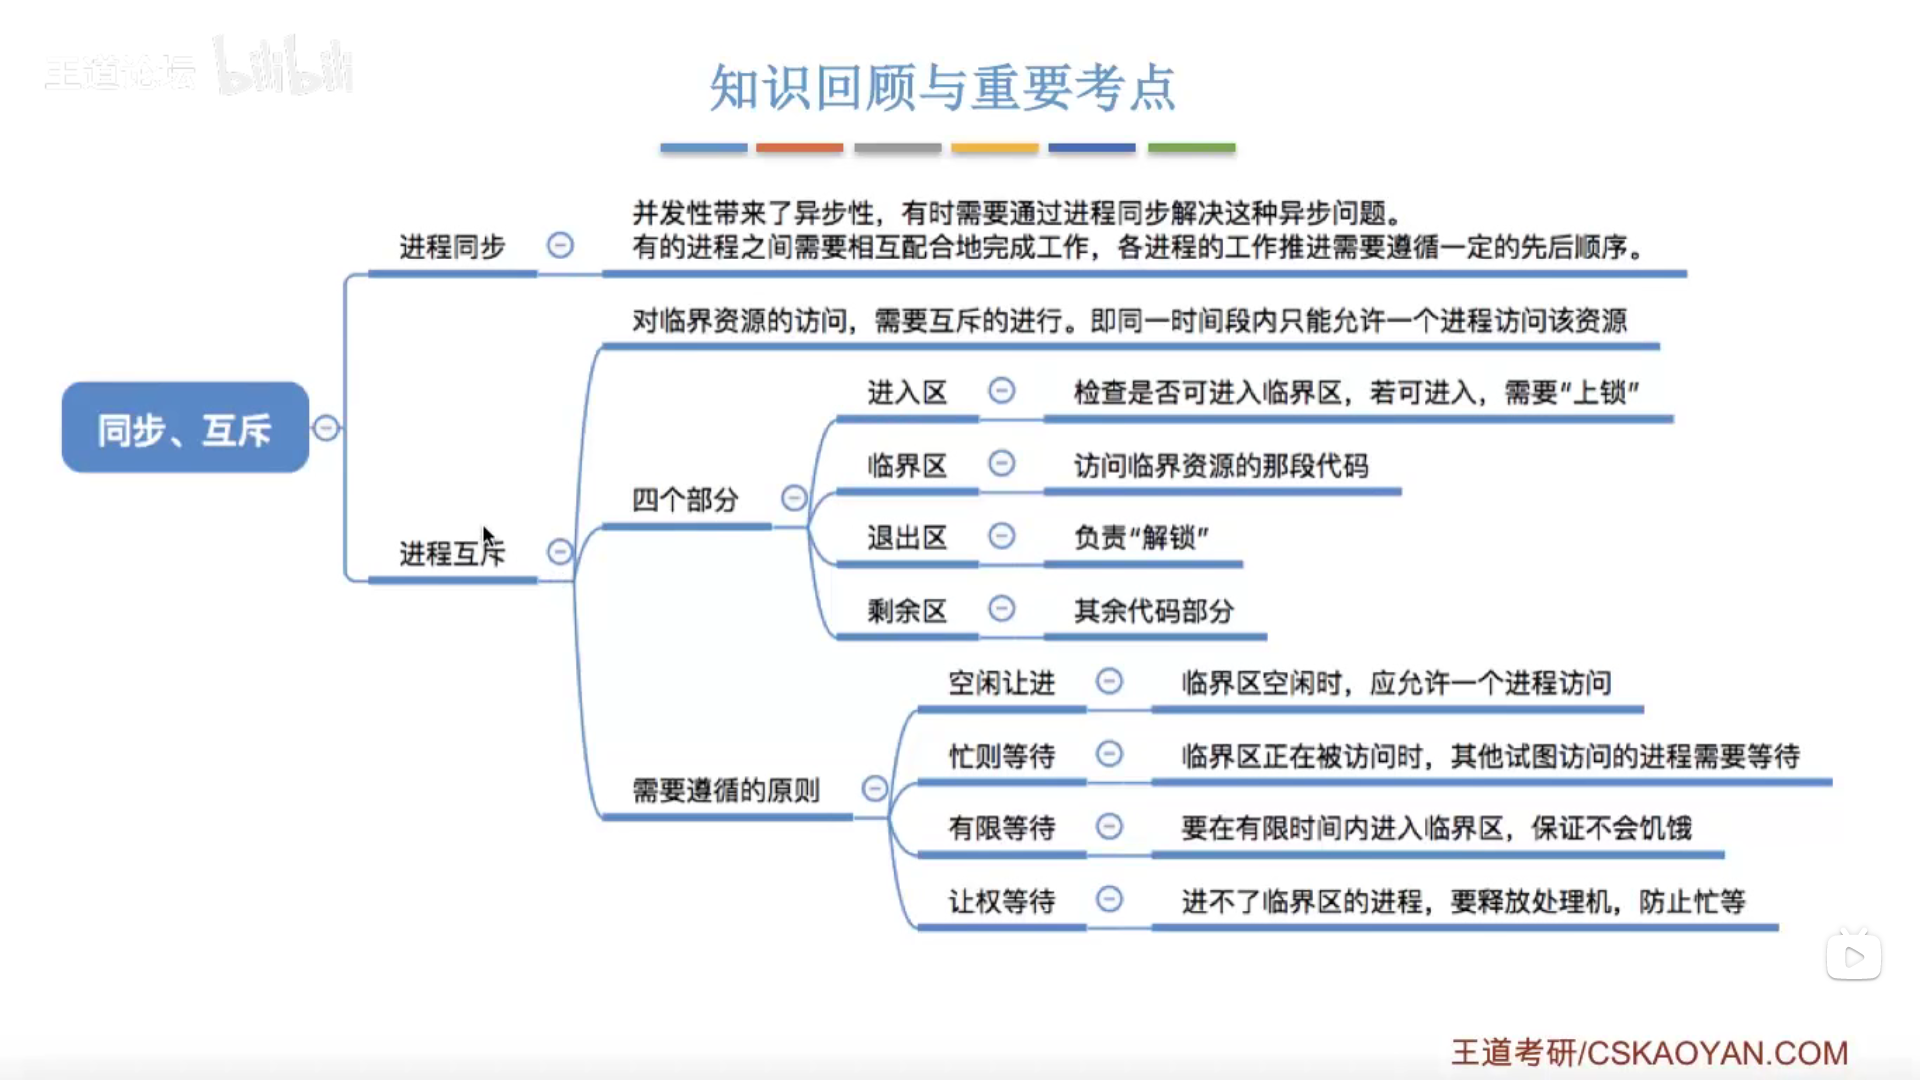 王道论坛 bilibili
知识回顾与重要考点
同步、互斥
进程同步
并发性带来了异步性，有时需要通过进程同步解决这种异步问题。
有的进程之间需要相互配合地完成工作，各进程的工作推进需要遵循一定的先后顺序。
进程互斥
对临界资源的访问，需要互斥的进行。即同一时间段内只能允许一个进程访问该资源
四个部分
进入区 检查是否可进入临界区，若可进入，需要“上锁”
临界区 访问临界资源的那段代码
退出区 负责“解锁”
剩余区 其余代码部分
需要遵循的原则
空闲让进 临界区空闲时，应允许一个进程访问
忙则等待 临界区正在被访问时，其他试图访问的进程需要等待
有限等待 要在有限时间内进入临界区，保证不会饥饿
让权等待 进不了临界区的进程，要释放处理机，防止忙等
王道考研/CSKAOYAN.COM